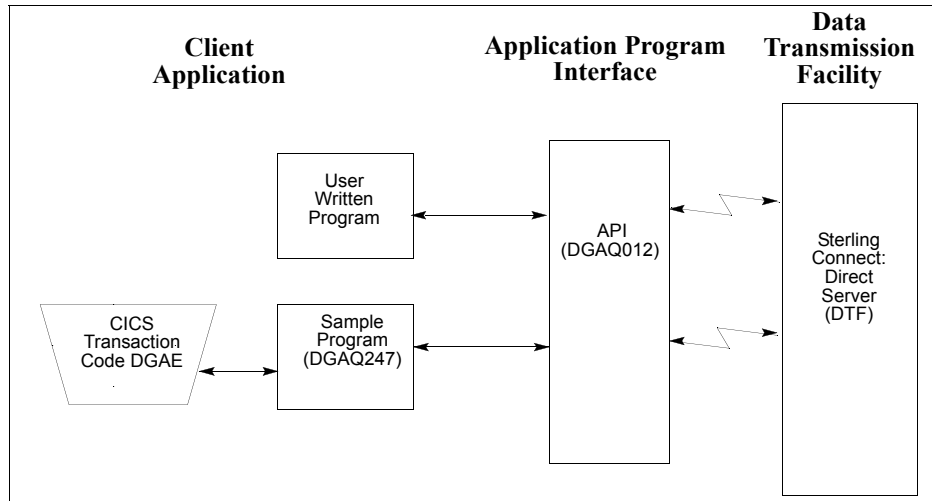 Client
Application
Application Program
Interface
Data
Transmission
Facility
User
Written
Program
API
(DGAQ012)
Sterling
Connect:
Direct
Server
(DTF)
CICS
Transaction
Code DGAE
Sample
Program
(DGAQ247)